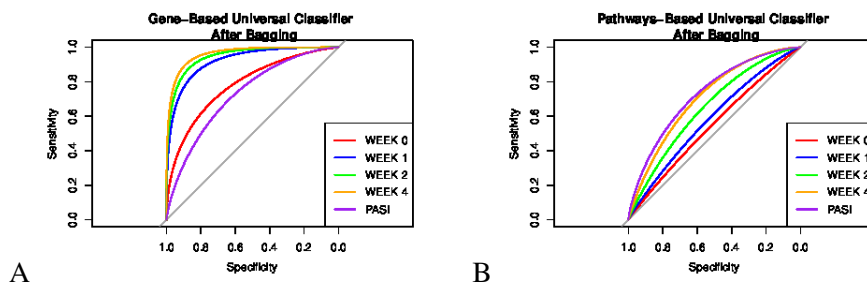 Gene-Based Universal Classifier
After Bagging
Sensitivity
1.0
0.8
0.6
0.4
0.2
0.0
WEEK 0
WEEK 1
WEEK 2
WEEK 4
PASI
1.0 0.8 0.6 0.4 0.2 0.0
Specificity
A
Pathways-Based Universal Classifier
After Bagging
Sensitivity
1.0
0.8
0.6
0.4
0.2
0.0
WEEK 0
WEEK 1
WEEK 2
WEEK 4
PASI
1.0 0.8 0.6 0.4 0.2 0.0
Specificity
B